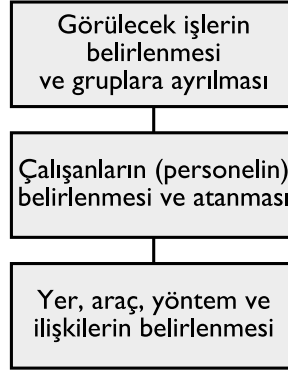 Görülecek işlerin
belirlenmesi
ve gruplara ayrılması
Çalışanların (personelin)
belirlenmesi ve atanması
Yer, araç, yöntem ve
ilişkilerin belirlenmesi